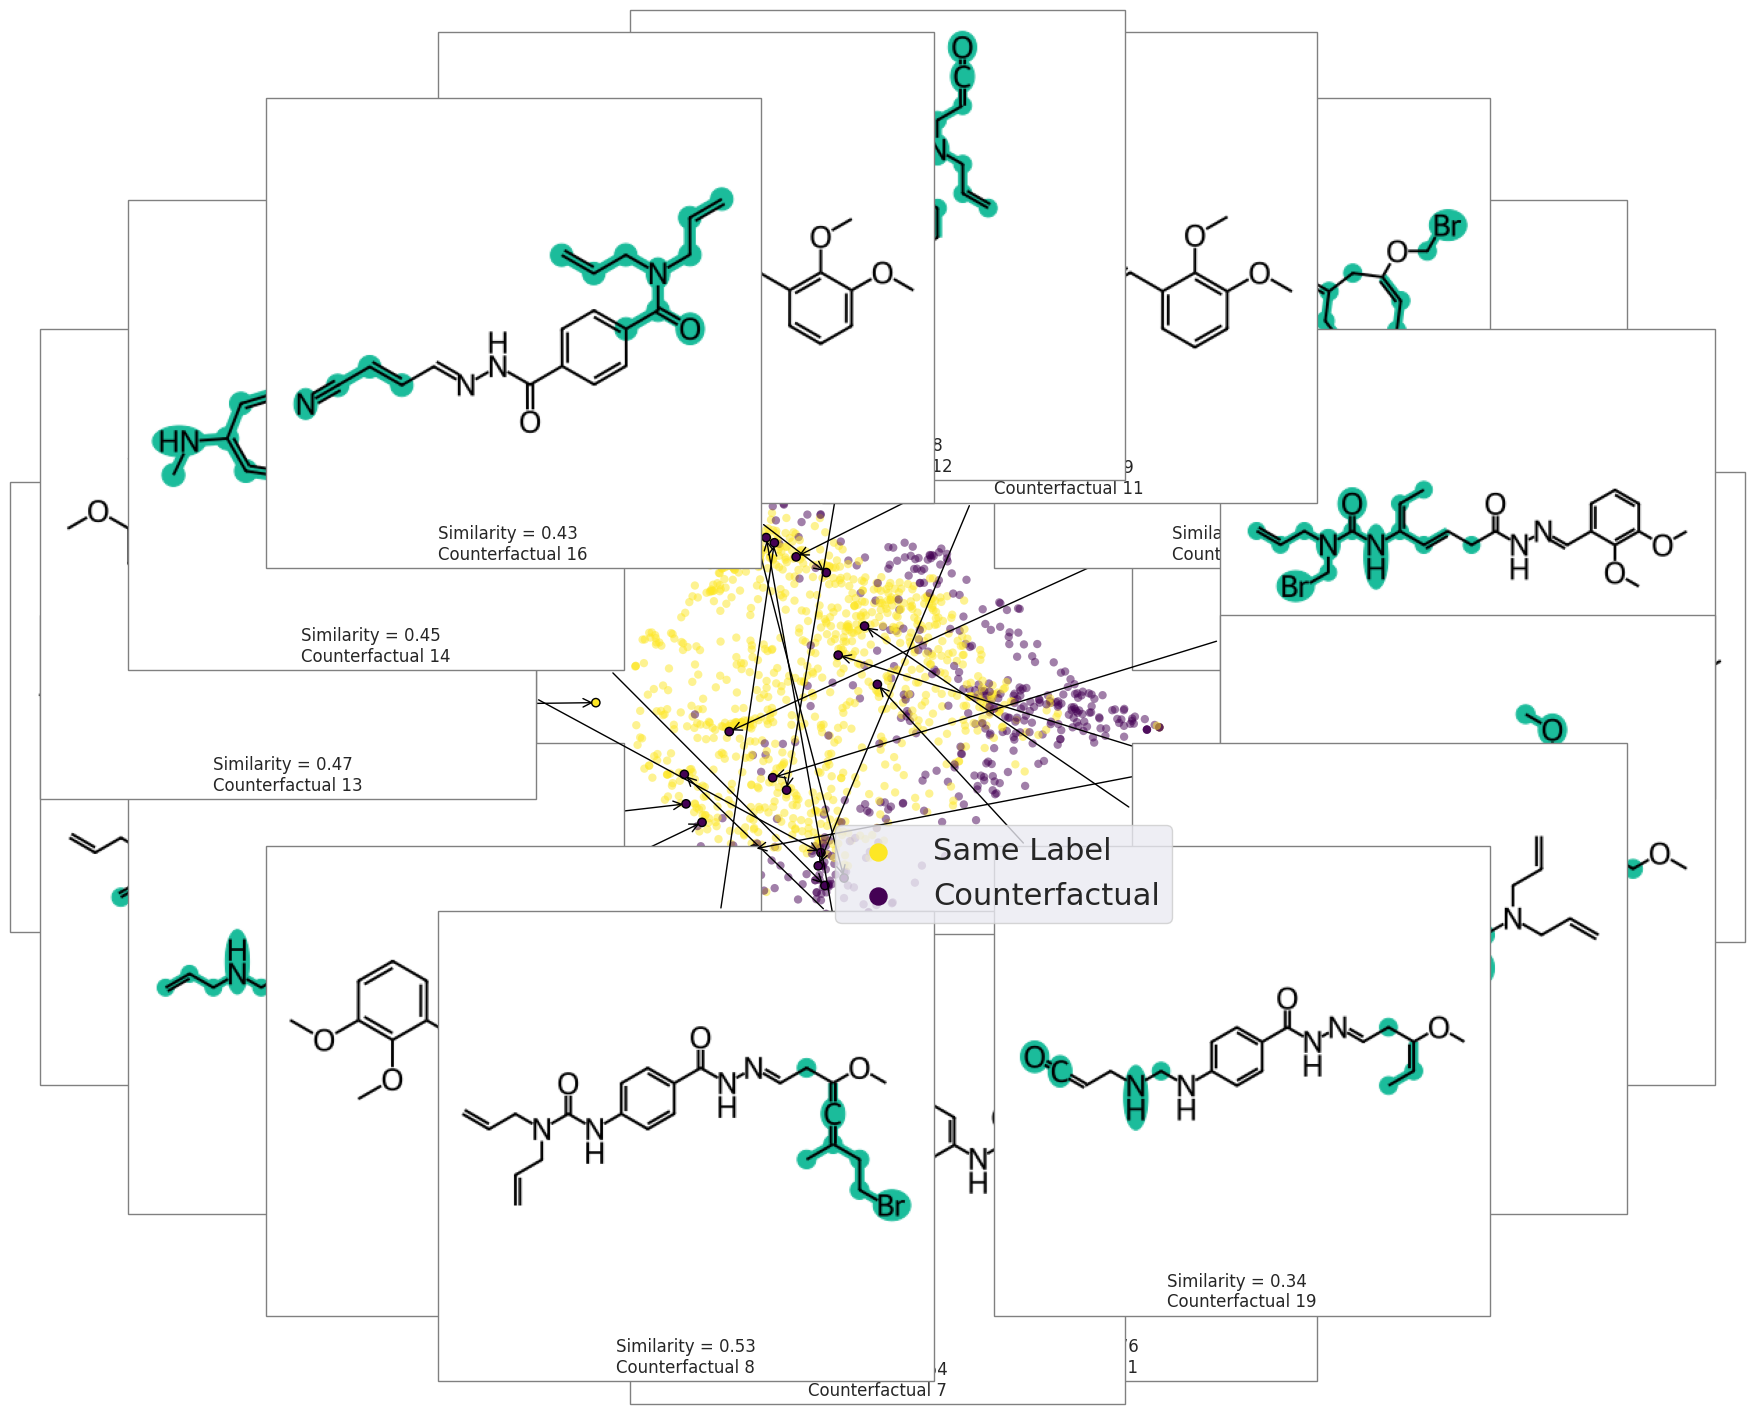 8
12
9
Counterfactual 11
Similarity = 0.43
Counterfactual 16
Simila
Count
Similarity = 0.45
Counterfactual 14
Similarity = 0.47
Counterfactual 13
Same Label
Counterfactual
Similarity = 0.34
Counterfactual 19
Similarity = 0.53
Counterfactual 8
1
4
Counterfactual 7
O
C
N
O
O
O
O
Br
O
N
O
N
H
N
N
O
HN
O
O
N
N
H
O
N
H
N
O
O
Br
O
N
O
H
N
O
O
O
N
N
H
O
N
H
N
O
C
Br
N
H
O
C
N
H
N
H
O
N
H
N
O